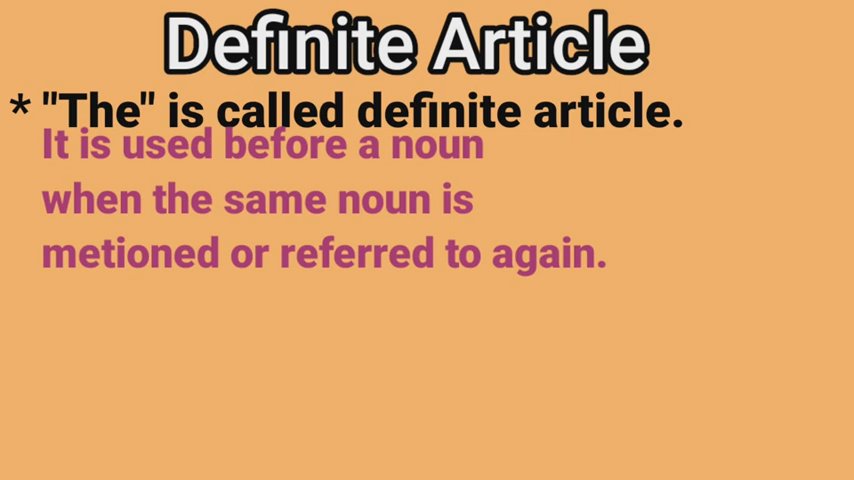 Definite Article
* "The" is called definite article.
It is used before a noun
when the same noun is
metioned or referred to again.